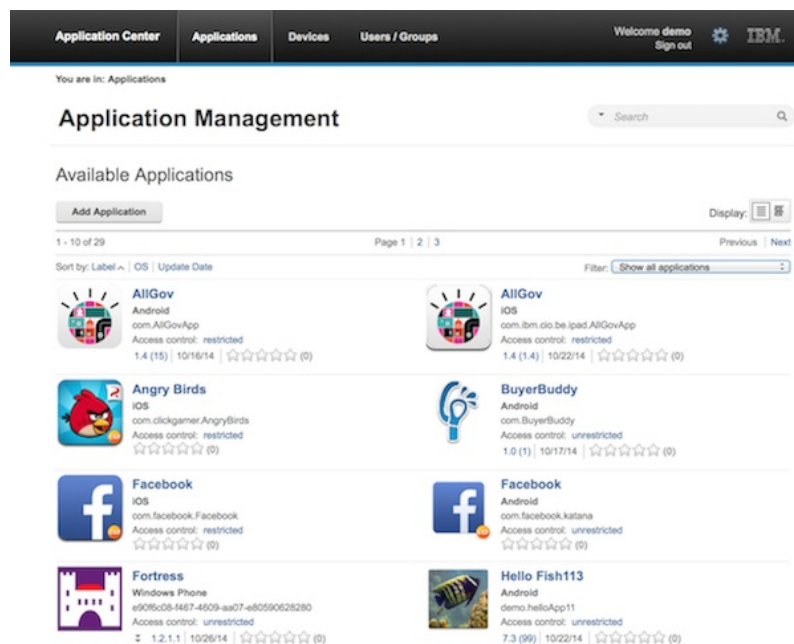 Application Center Applications Devices Users / Groups Welcome demo
Sign out
IBM.
You are in: Applications
Application Management
Search
Available Applications
Add Application
Display:
1 - 10 of 29 Page 1 | 2 | 3 Previous | Next
Sort by: Label | OS | Update Date Filter: Show all applications
AllGov
Android
com.AllGovApp
Access control: restricted
1.4 (15) | 10/16/14 | (0)
AllGov
iOS
com.ibm.cio.be.ipad.AllGovApp
Access control: restricted
1.4 (1.4) | 10/22/14 | (0)
Angry Birds
iOS
com.clickgamer.AngryBirds
Access control: restricted
(0)
BuyerBuddy
Android
com.BuyerBuddy
Access control: unrestricted
1.0 (1) | 10/17/14 | (0)
Facebook
iOS
com.facebook.Facebook
Access control: restricted
(0)
Facebook
Android
com.facebook.katana
Access control: unrestricted
(0)
Fortress
Windows Phone
e90f6c08-f467-4609-aa07-e80590628280
Access control: unrestricted
1.2.1.1 | 10/26/14 | (0)
Hello Fish113
Android
demo.helloApp11
Access control: unrestricted
7.3 (99) | 10/22/14 | (0)